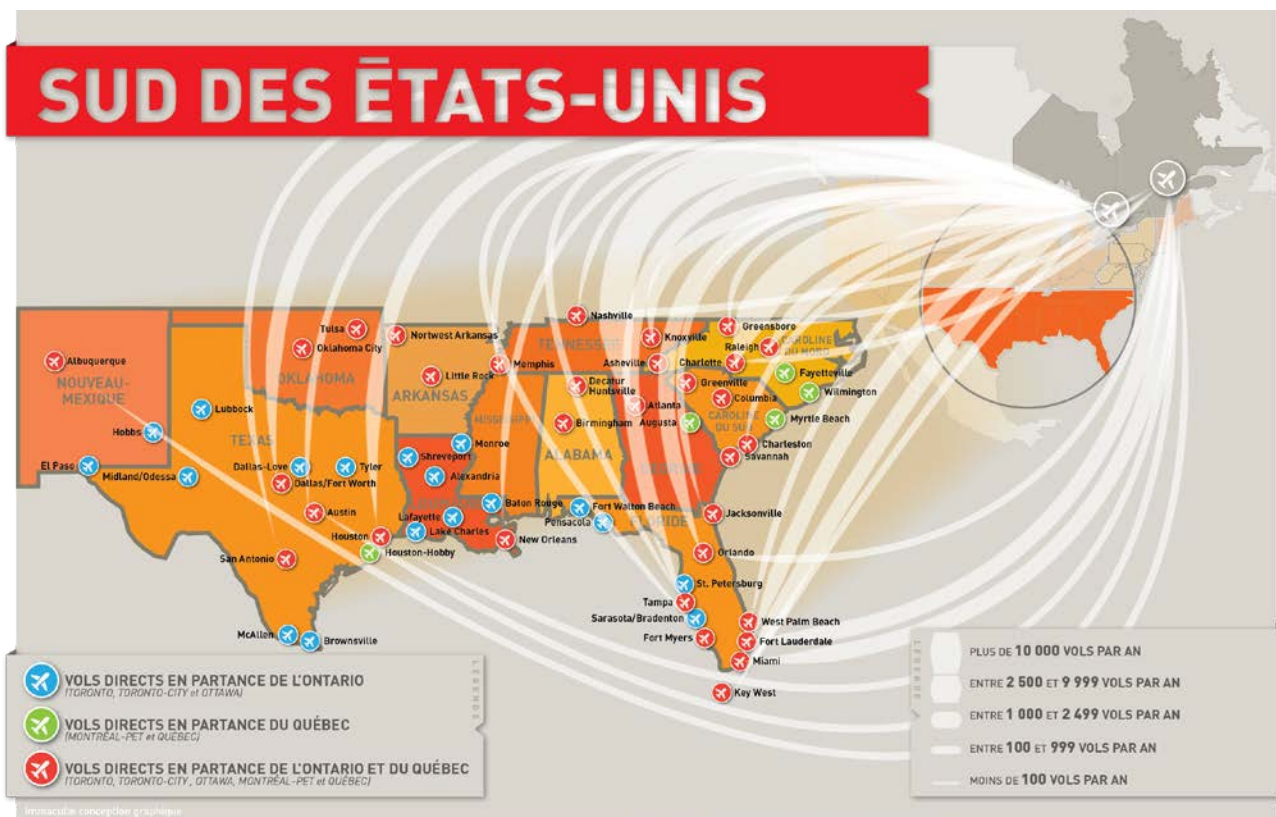 SUD DES ÉTATS-UNIS
Nashville
Greensboro
Tulsa
Nortwest Arkansas
Knoxville
Raleigh
CAROLINE
DU NORD
Oklahoma City
TENNESSEE
Albuquerque
Memphis
Asheville
Charlotte
Fayetteville
NOUVEAU-
MEXIQUE
OKLAHOMA
Little Rock
ARKANSAS
Decatur
Huntsville
Greenville
Wilmington
Columbia
Lubbock
Atlanta
CAROLINE
DU SUD
MISSISSIPPI
Birmingham
Augusta
Myrtle Beach
Hobbs
TEXAS
Monroe
ALABAMA
Charleston
Savannah
Shreveport
GEORGIE
El Paso
Midland/Odessa
Dallas-Love
Tyler
Alexandria
Dallas/Fort Worth
Baton Rouge
Fort Walton Beach
Austin
Lafayette
Pensacola
FLORIDE
Jacksonville
Houston
Lake Charles
New Orleans
Houston-Hobby
Orlando
San Antonio
St. Petersburg
Tampa
Sarasota/Bradenton
West Palm Beach
McAllen
Brownsville
Fort Myers
Fort Lauderdale
Miami
Key West
LÉGENDE
VOLS DIRECTS EN PARTANCE DE L'ONTARIO
(TORONTO, TORONTO-CITY et OTTAWA)
VOLS DIRECTS EN PARTANCE DU QUÉBEC
(MONTRÉAL-PET et QUÉBEC)
VOLS DIRECTS EN PARTANCE DE L'ONTARIO ET DU QUÉBEC
(TORONTO, TORONTO-CITY, OTTAWA, MONTRÉAL-PET et QUÉBEC)
LÉGENDE
PLUS DE 10 000 VOLS PAR AN
ENTRE 2 500 ET 9 999 VOLS PAR AN
ENTRE 1 000 ET 2 499 VOLS PAR AN
ENTRE 100 ET 999 VOLS PAR AN
MOINS DE 100 VOLS PAR AN
immaculæ conception graphique